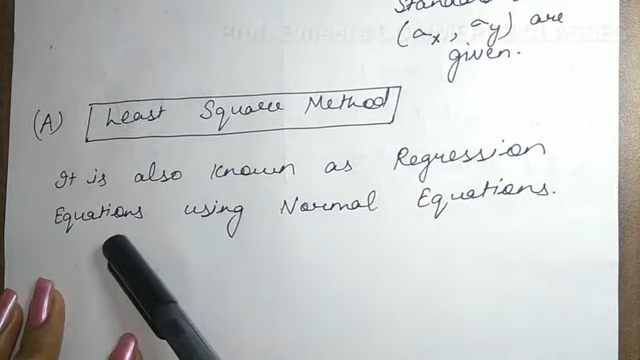 (σx, σy) are
given.
(A) Least Square Method
It is also known as Regression
Equations using Normal Equations.